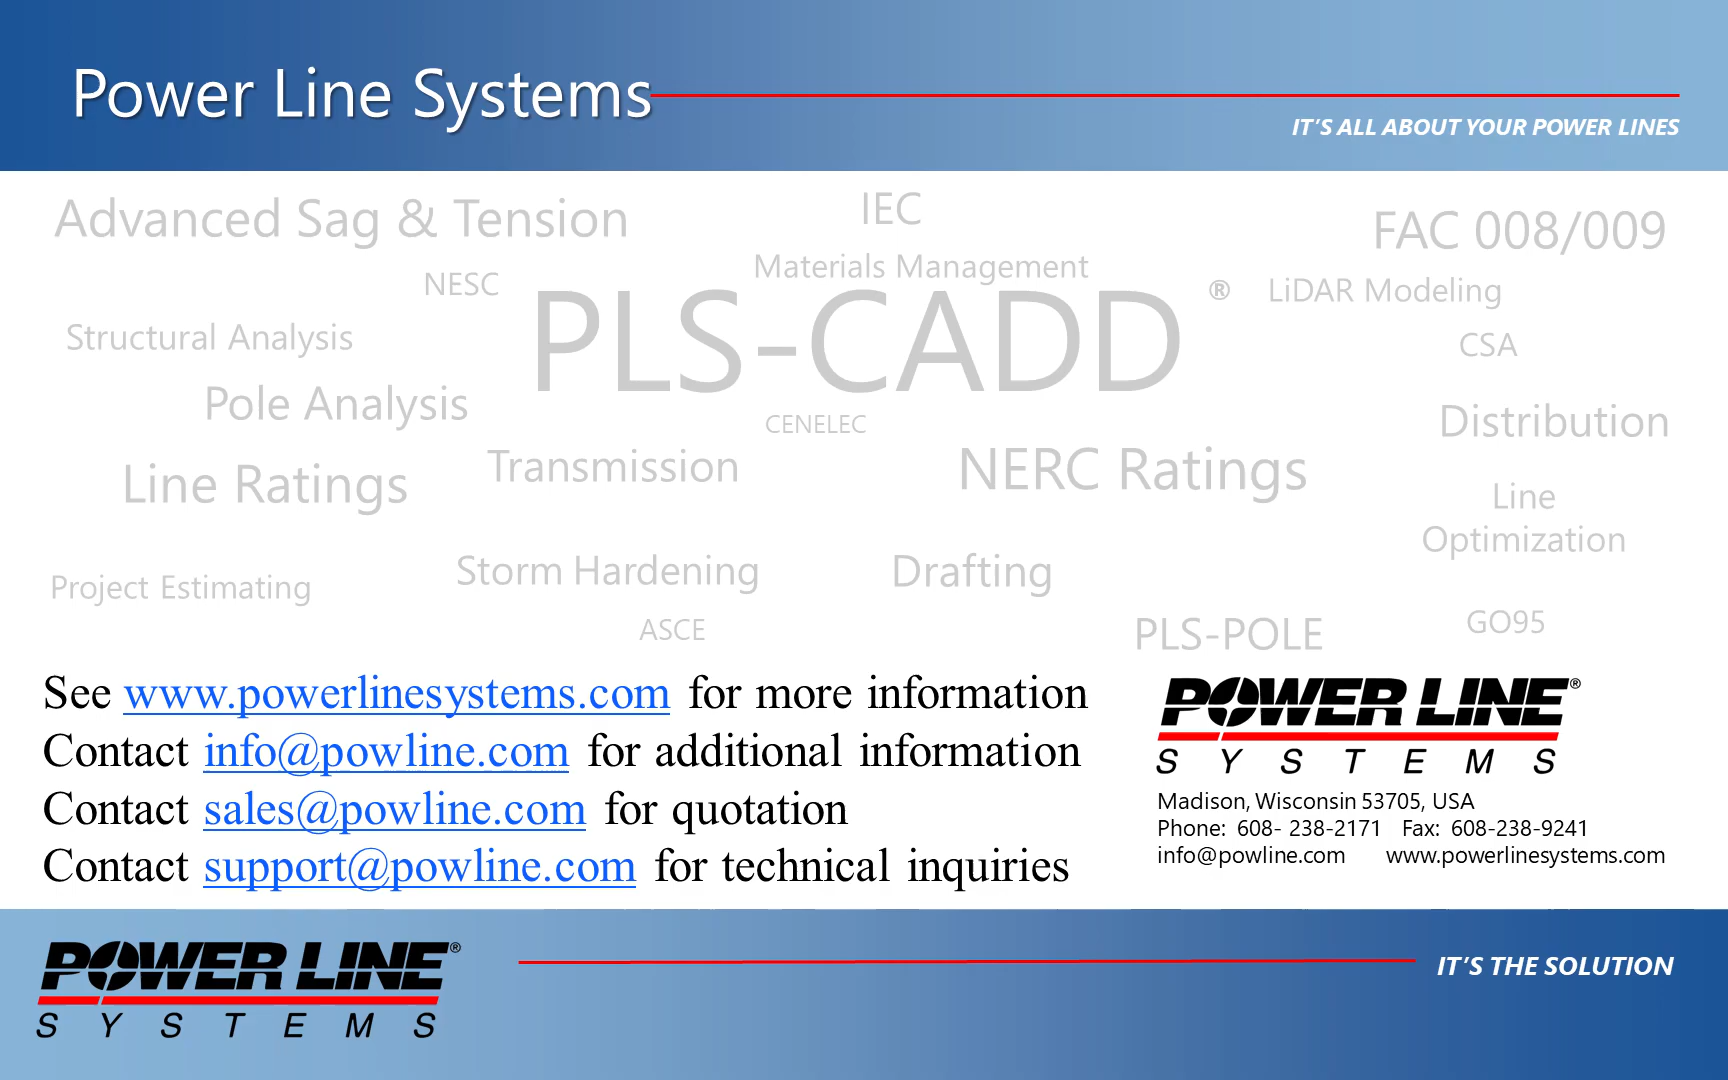 Power Line Systems
IT'S ALL ABOUT YOUR POWER LINES
Advanced Sag & Tension
IEC
FAC 008/009
NESC
Materials Management
PLS-CADD ®
LiDAR Modeling
Structural Analysis
CSA
Pole Analysis
CENELEC
Distribution
Line Ratings
Transmission
NERC Ratings
Line
Optimization
Project Estimating
Storm Hardening
Drafting
ASCE
PLS-POLE
GO95
See www.powerlinesystems.com for more information
Contact info@powline.com for additional information
Contact sales@powline.com for quotation
Contact support@powline.com for technical inquiries
POWER LINE®
SYSTEMS
Madison, Wisconsin 53705, USA
Phone: 608- 238-2171 Fax: 608-238-9241
info@powline.com www.powerlinesystems.com
POWER LINE®
SYSTEMS
IT'S THE SOLUTION